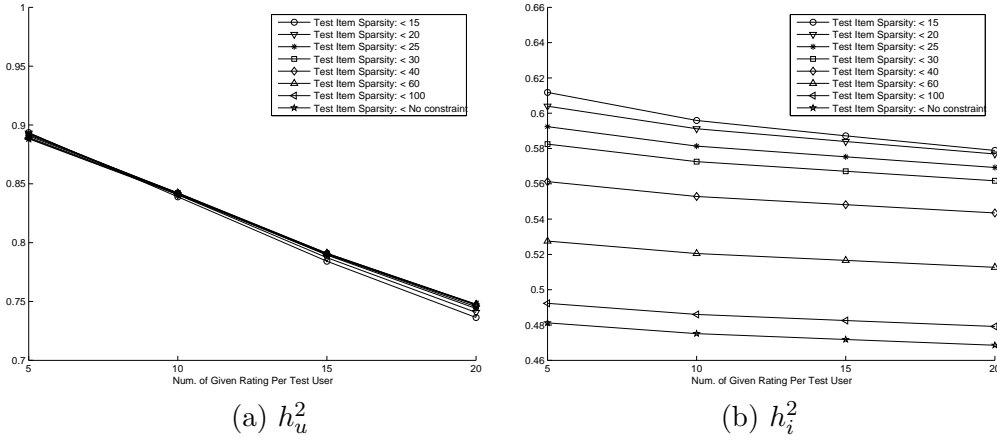 1
0.95
0.9
0.85
0.8
0.75
0.7
5
10
15
20
Num. of Given Rating Per Test User
Test Item Sparsity: < 15
Test Item Sparsity: < 20
Test Item Sparsity: < 25
Test Item Sparsity: < 30
Test Item Sparsity: < 40
Test Item Sparsity: < 60
Test Item Sparsity: < 100
Test Item Sparsity: < No constraint
(a) h_u^2
0.66
0.64
0.62
0.6
0.58
0.56
0.54
0.52
0.5
0.48
0.46
5
10
15
20
Num. of Given Rating Per Test User
Test Item Sparsity: < 15
Test Item Sparsity: < 20
Test Item Sparsity: < 25
Test Item Sparsity: < 30
Test Item Sparsity: < 40
Test Item Sparsity: < 60
Test Item Sparsity: < 100
Test Item Sparsity: < No constraint
(b) h_i^2